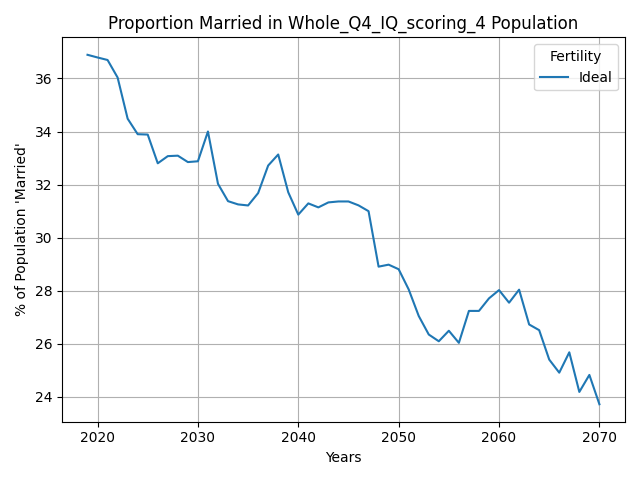 Proportion Married in Whole_Q4_IQ_scoring_4 Population
Fertility
Ideal
% of Population 'Married'
36
34
32
30
28
26
24
2020 2030 2040 2050 2060 2070
Years